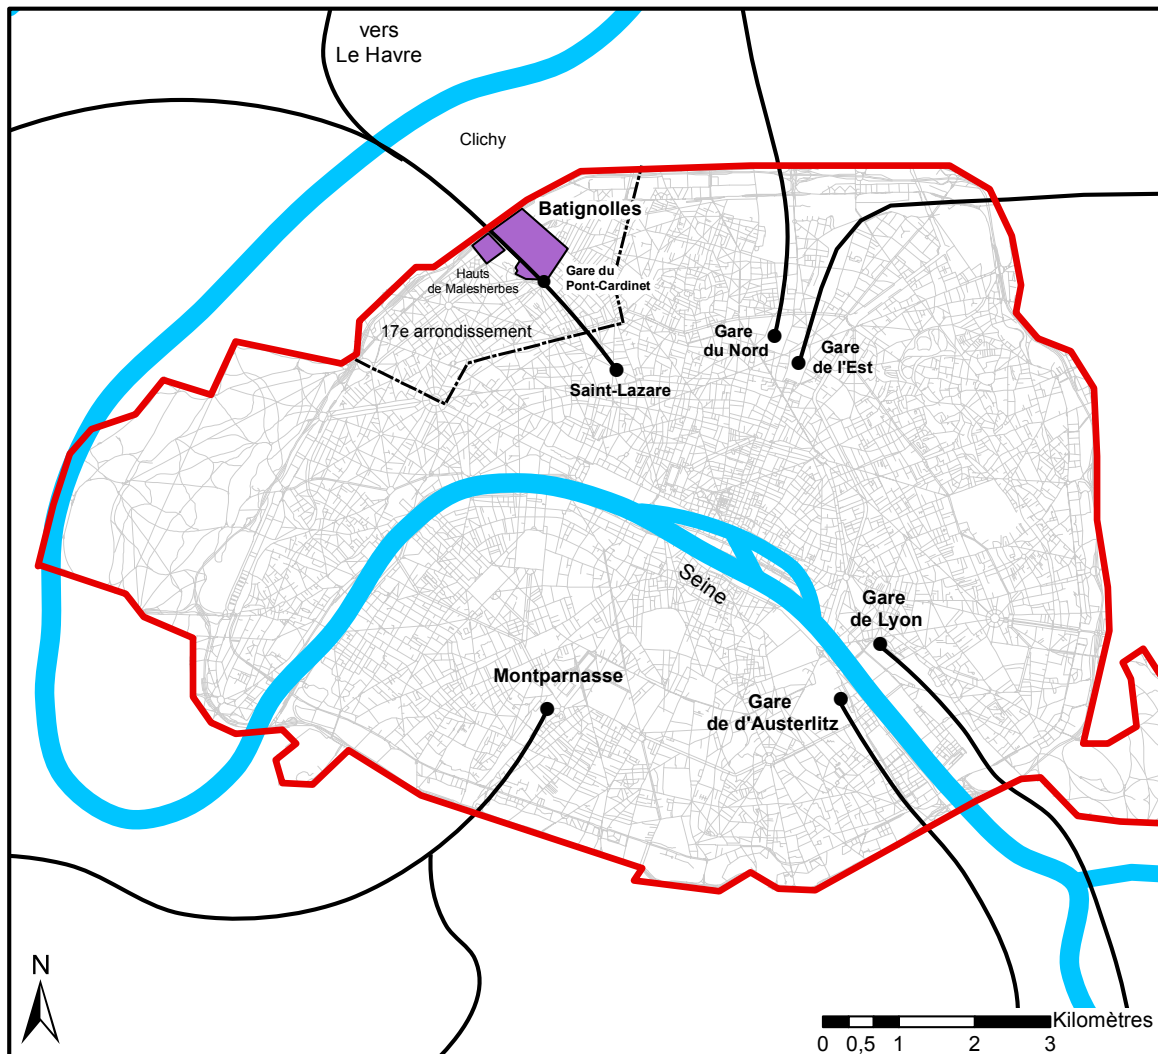 vers
Le Havre
Clichy
Batignolles
Hauts
de Malesherbes
Gare du
Pont-Cardinet
17e arrondissement
Saint-Lazare
Gare
du Nord
Gare
de l'Est
Seine
Gare
de Lyon
Montparnasse
Gare
de d'Austerlitz
N
Kilomètres
0 0,5 1 2 3